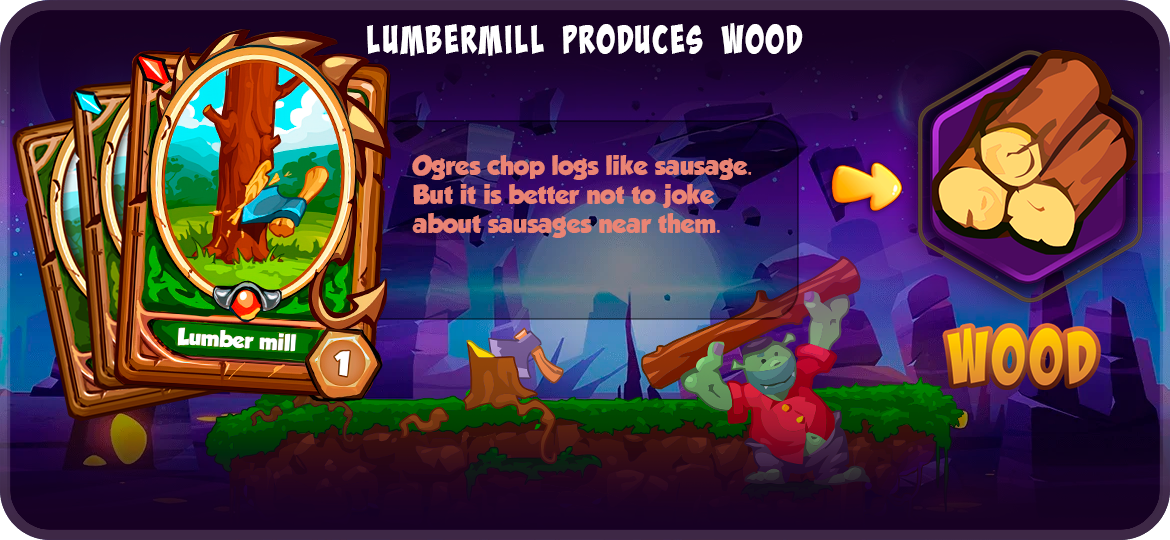 LUMBERMILL PRODUCES WOOD
Ogres chop logs like sausage.
But it is better not to joke
about sausages near them.
Lumber mill
1
WOOD